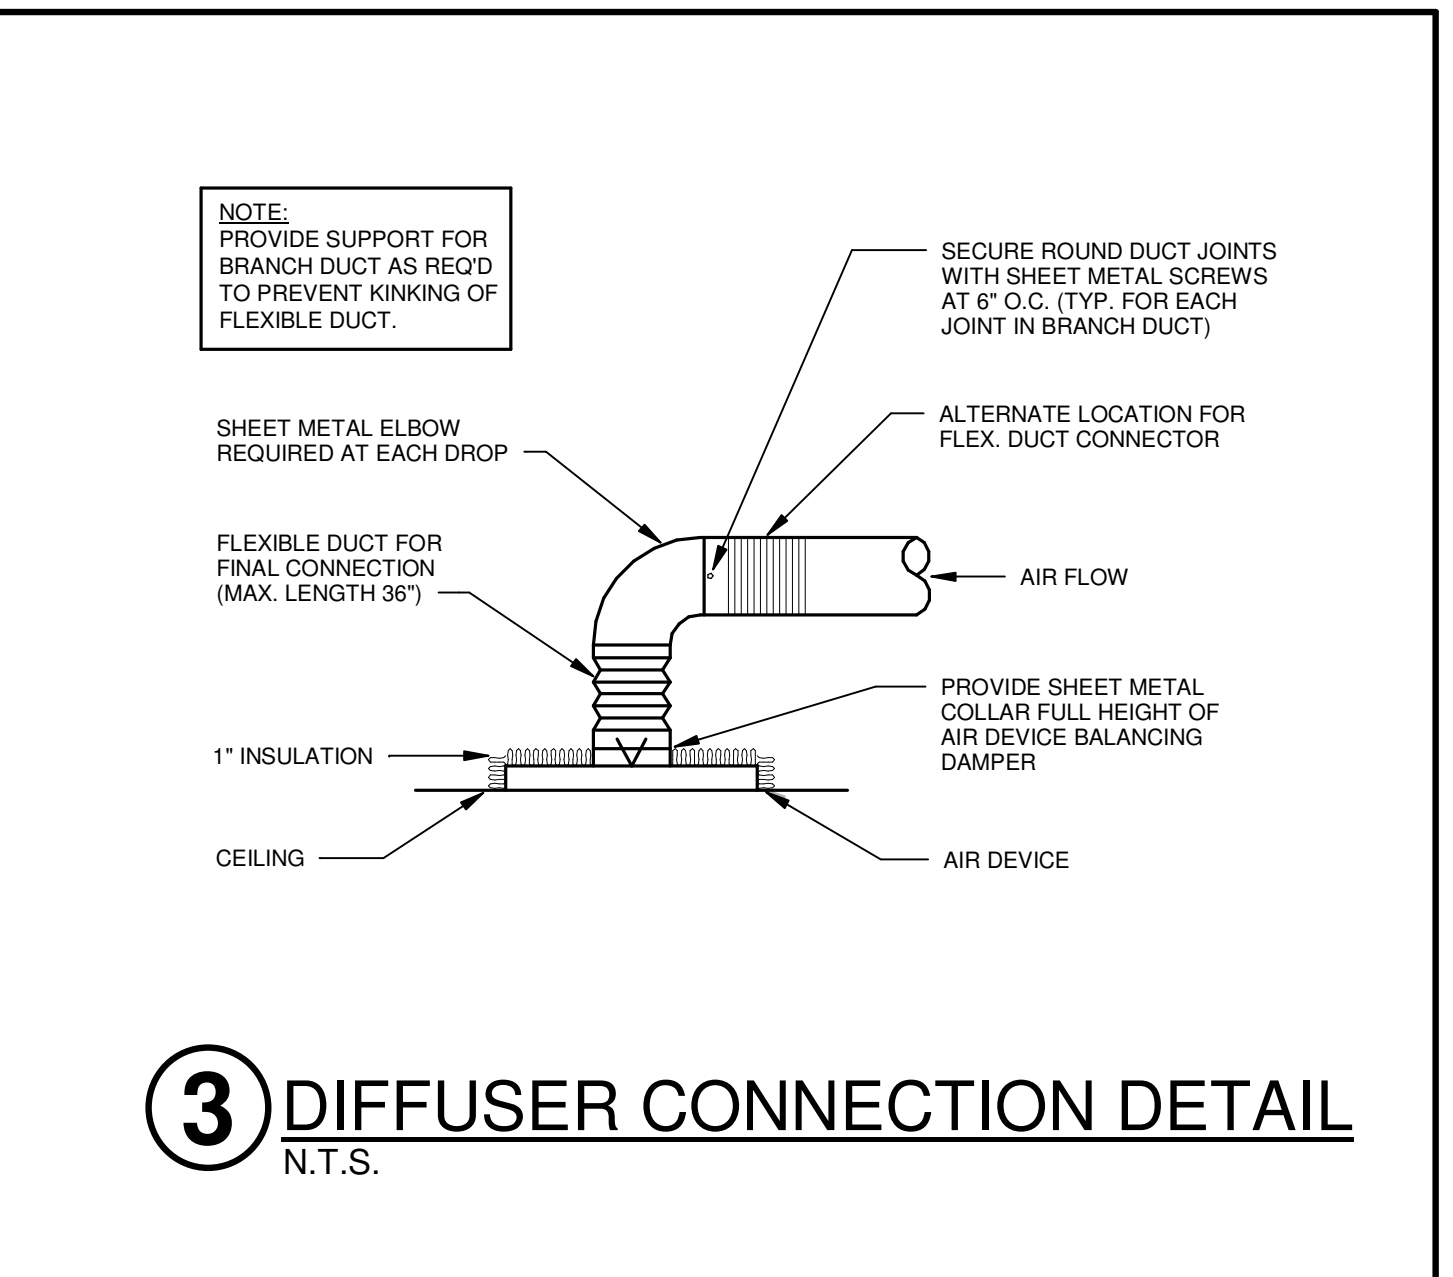 NOTE:
PROVIDE SUPPORT FOR
BRANCH DUCT AS REQ'D
TO PREVENT KINKING OF
FLEXIBLE DUCT.
SECURE ROUND DUCT JOINTS
WITH SHEET METAL SCREWS
AT 6" O.C. (TYP. FOR EACH
JOINT IN BRANCH DUCT)
SHEET METAL ELBOW
REQUIRED AT EACH DROP
ALTERNATE LOCATION FOR
FLEX. DUCT CONNECTOR
FLEXIBLE DUCT FOR
FINAL CONNECTION
(MAX. LENGTH 36")
AIR FLOW
PROVIDE SHEET METAL
COLLAR FULL HEIGHT OF
AIR DEVICE BALANCING
DAMPER
1" INSULATION
CEILING
AIR DEVICE
3
DIFFUSER CONNECTION DETAIL
N.T.S.